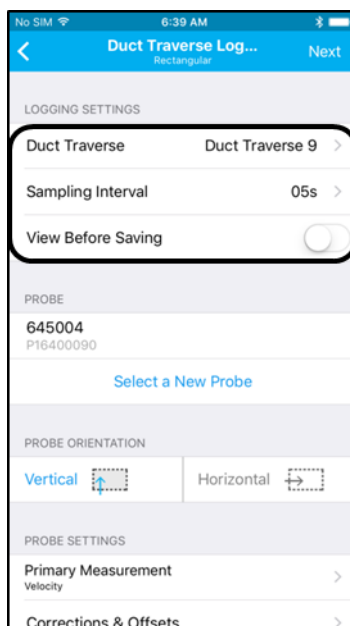 No SIM 6:39 AM
Duct Traverse Log... Next
Rectangular
LOGGING SETTINGS
Duct Traverse Duct Traverse 9
Sampling Interval 05s
View Before Saving
PROBE
645004
P16400090
Select a New Probe
PROBE ORIENTATION
Vertical Horizontal
PROBE SETTINGS
Primary Measurement
Velocity
Corrections & Offsets